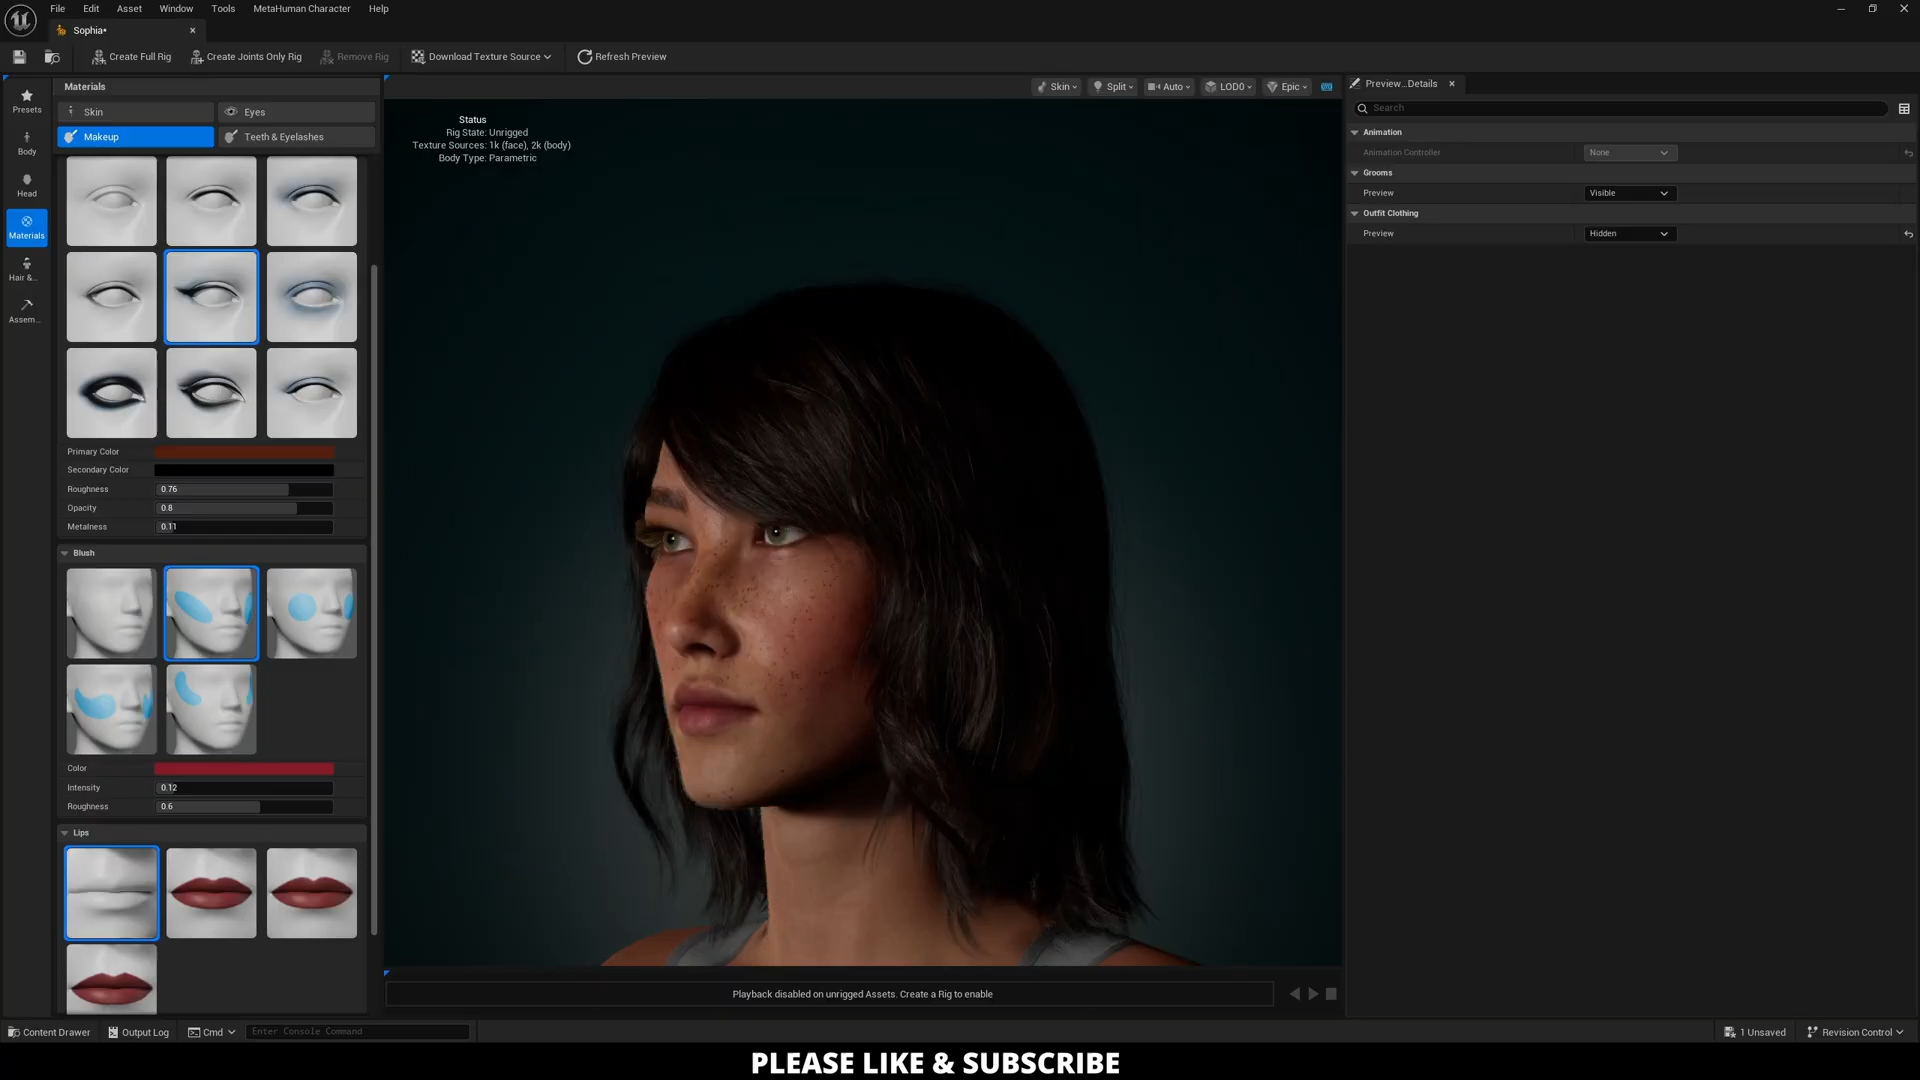 File Edit Asset Window Tools MetaHuman Character Help
Sophia*
Create Full Rig Create Joints Only Rig Remove Rig Download Texture Source Refresh Preview
Presets
Body
Head
Materials
Hair &...
Assem...
Materials
Skin Eyes
Makeup Teeth & Eyelashes
Primary Color
Secondary Color
Roughness 0.76
Opacity 0.8
Metalness 0.11
Blush
Color
Intensity 0.12
Roughness 0.6
Lips
Skin Split Auto LOD0 Epic
Status
Rig State: Unrigged
Texture Sources: 1k (face), 2k (body)
Body Type: Parametric
Playback disabled on unrigged Assets. Create a Rig to enable
Preview...Details
Search
Animation
Animation Controller None
Grooms
Preview Visible
Outfit Clothing
Preview Hidden
Content Drawer Output Log Cmd Enter Console Command
1 Unsaved Revision Control
PLEASE LIKE & SUBSCRIBE